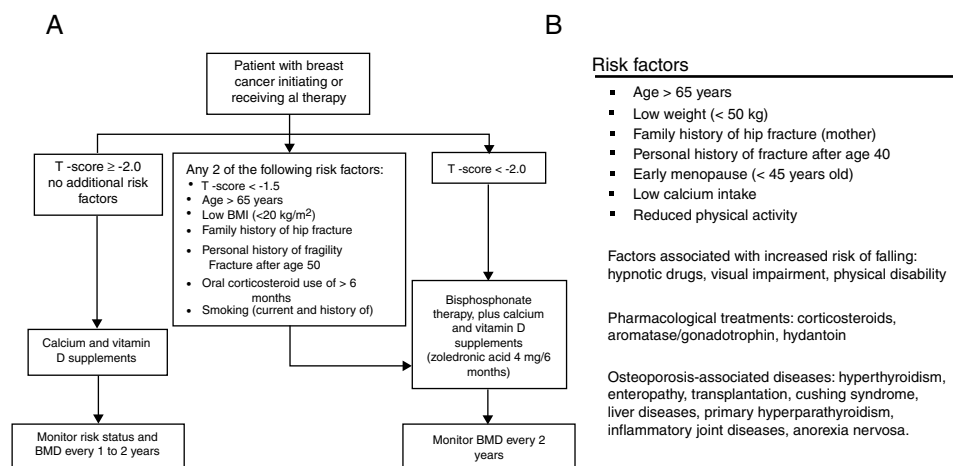 A
Patient with breast
cancer initiating or
receiving al therapy
T -score ≥ -2.0
no additional risk
factors
Any 2 of the following risk factors:
• T -score < -1.5
• Age > 65 years
• Low BMI (<20 kg/m2)
• Family history of hip fracture
• Personal history of fragility
Fracture after age 50
• Oral corticosteroid use of > 6
months
• Smoking (current and history of)
T -score < -2.0
Calcium and vitamin
D supplements
Bisphosphonate
therapy, plus calcium
and vitamin D
supplements
(zoledronic acid 4 mg/6
months)
Monitor risk status and
BMD every 1 to 2 years
Monitor BMD every 2
years
B
Risk factors
▪ Age > 65 years
▪ Low weight (< 50 kg)
▪ Family history of hip fracture (mother)
▪ Personal history of fracture after age 40
▪ Early menopause (< 45 years old)
▪ Low calcium intake
▪ Reduced physical activity
Factors associated with increased risk of falling:
hypnotic drugs, visual impairment, physical disability
Pharmacological treatments: corticosteroids,
aromatase/gonadotrophin, hydantoin
Osteoporosis-associated diseases: hyperthyroidism,
enteropathy, transplantation, cushing syndrome,
liver diseases, primary hyperparathyroidism,
inflammatory joint diseases, anorexia nervosa.